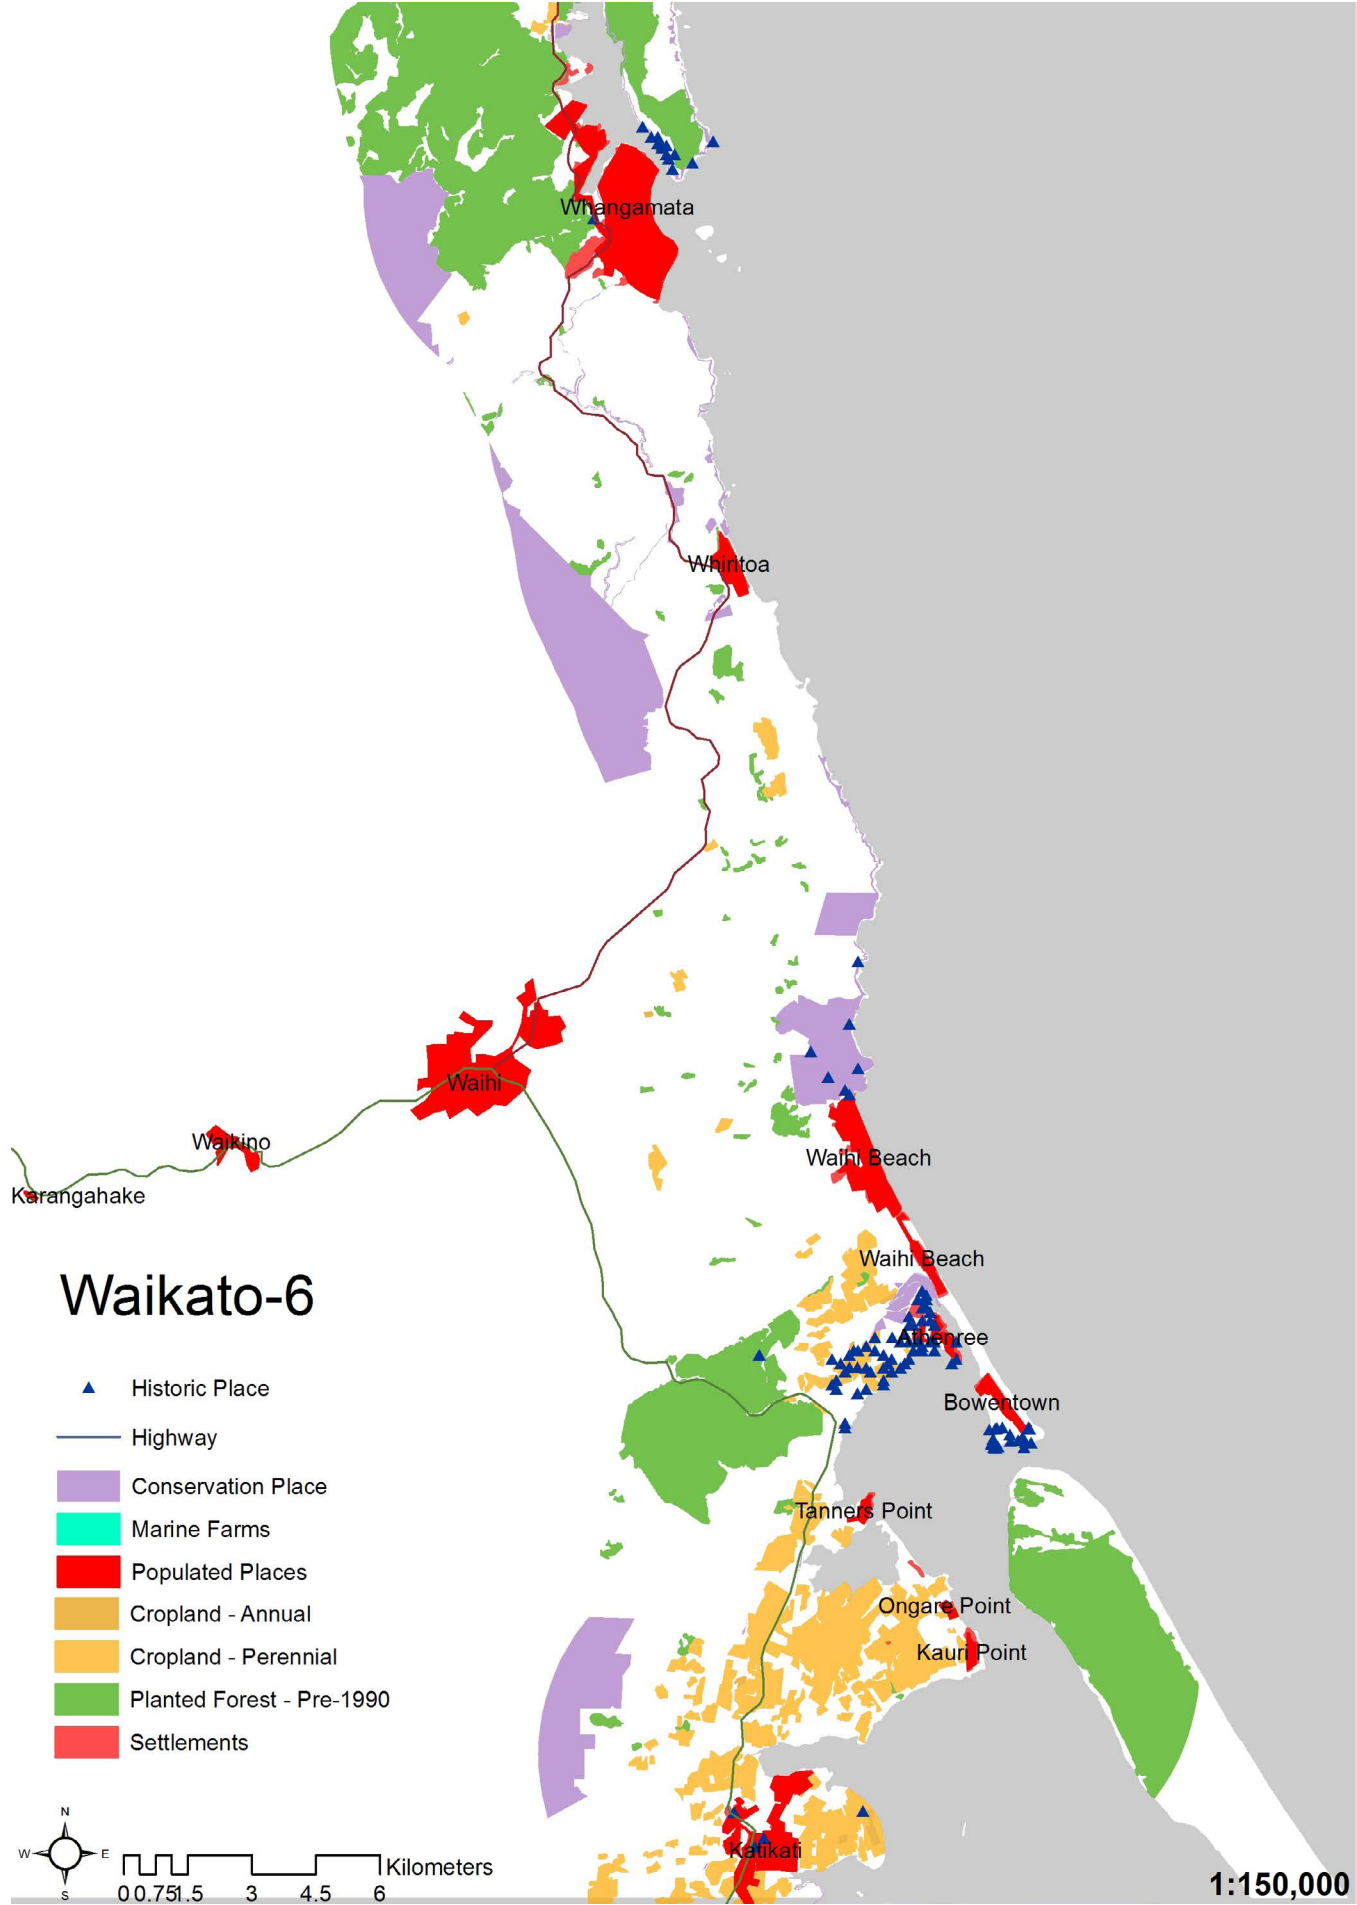 Whangamata
Whiritoa
Waihi
Waikino
Karangahake
Waihi Beach
Waihi Beach
Athenree
Bowentown
Tanners Point
Ongare Point
Kauri Point
Katikati
Waikato-6
Historic Place
Highway
Conservation Place
Marine Farms
Populated Places
Cropland - Annual
Cropland - Perennial
Planted Forest - Pre-1990
Settlements
N
W E
S
Kilometers
0 0.75 1.5 3 4.5 6
1:150,000